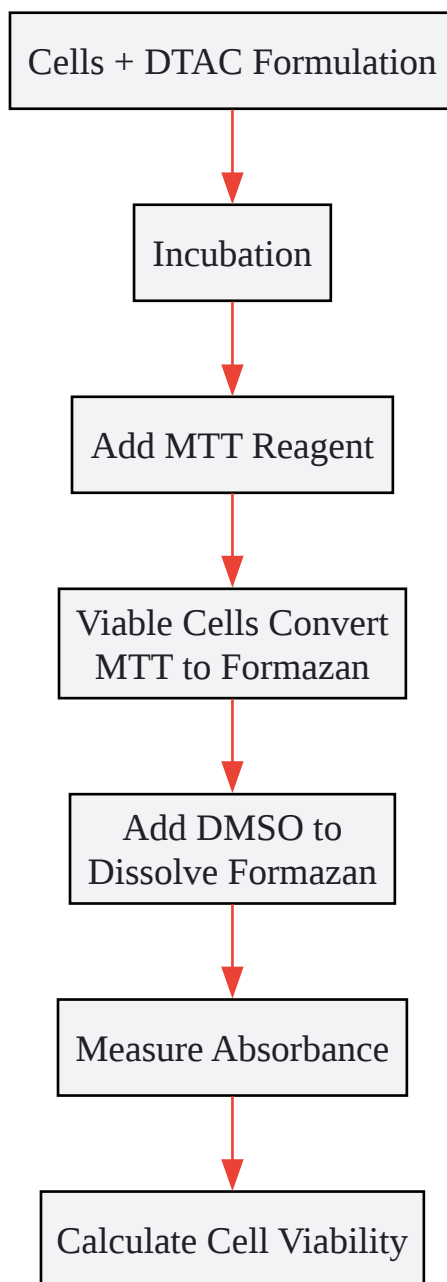 Cells + DTAC Formulation
Incubation
Add MTT Reagent
Viable Cells Convert
MTT to Formazan
Add DMSO to
Dissolve Formazan
Measure Absorbance
Calculate Cell Viability